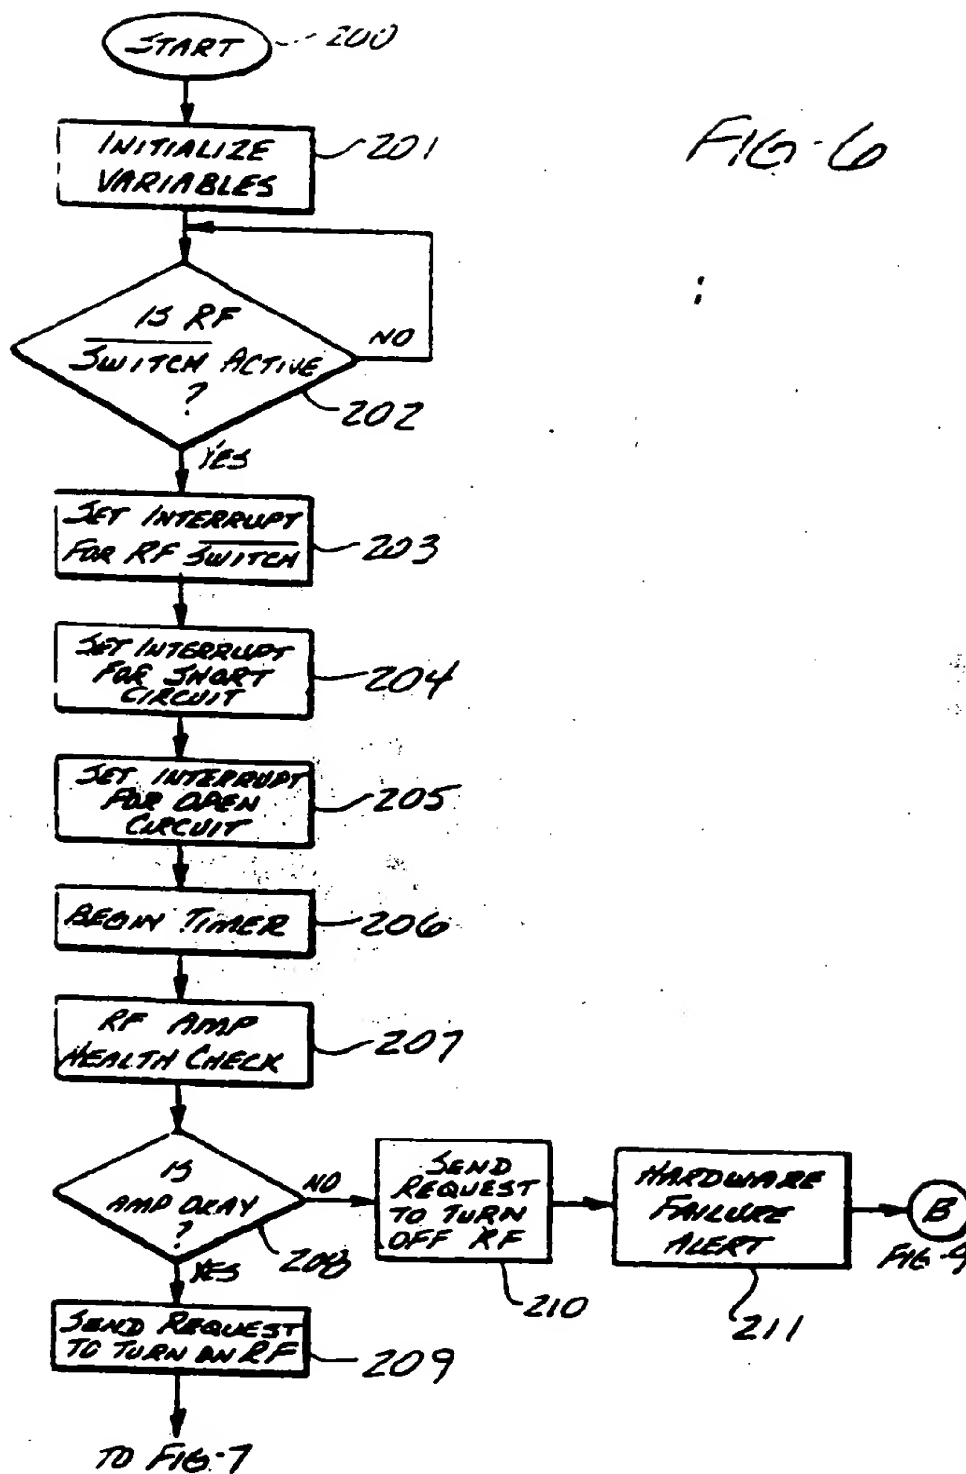 START
200
FIG-6
INITIALIZE
VARIABLES
201
IS RF
SWITCH ACTIVE
?
NO
202
YES
SET INTERRUPT
FOR RF SWITCH
203
SET INTERRUPT
FOR SHORT
CIRCUIT
204
SET INTERRUPT
FOR OPEN
CIRCUIT
205
BEGIN TIMER
206
RF AMP
HEALTH CHECK
207
IS
AMP OKAY
?
NO
208
YES
SEND
REQUEST
TO TURN
OFF RF
210
HARDWARE
FAILURE
ALERT
211
B
FIG-9
SEND REQUEST
TO TURN ON RF
209
TO FIG-7